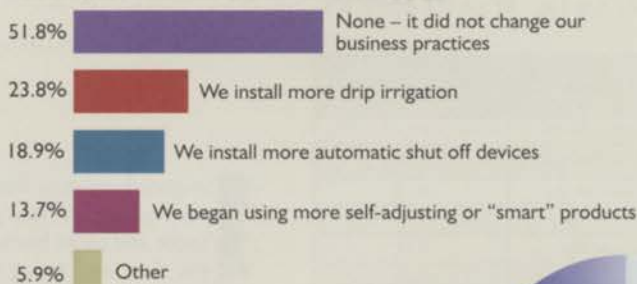 51.8% None – it did not change our
business practices
23.8% We install more drip irrigation
18.9% We install more automatic shut off devices
13.7% We began using more self-adjusting or “smart” products
5.9% Other